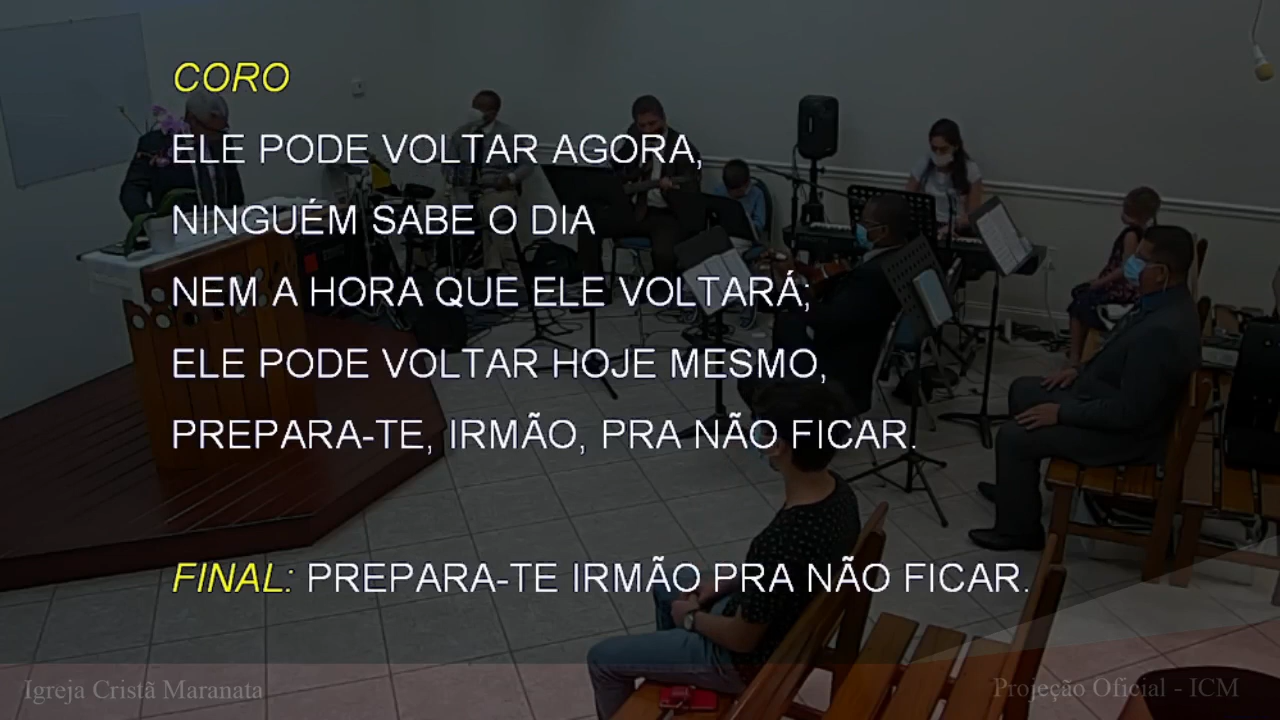 CORO
ELE PODE VOLTAR AGORA,
NINGUÉM SABE O DIA
NEM A HORA QUE ELE VOLTARÁ;
ELE PODE VOLTAR HOJE MESMO,
PREPARA-TE, IRMÃO, PRA NÃO FICAR.
FINAL: PREPARA-TE IRMÃO PRA NÃO FICAR.
Igreja Cristã Maranata
Projeção Oficial - ICM